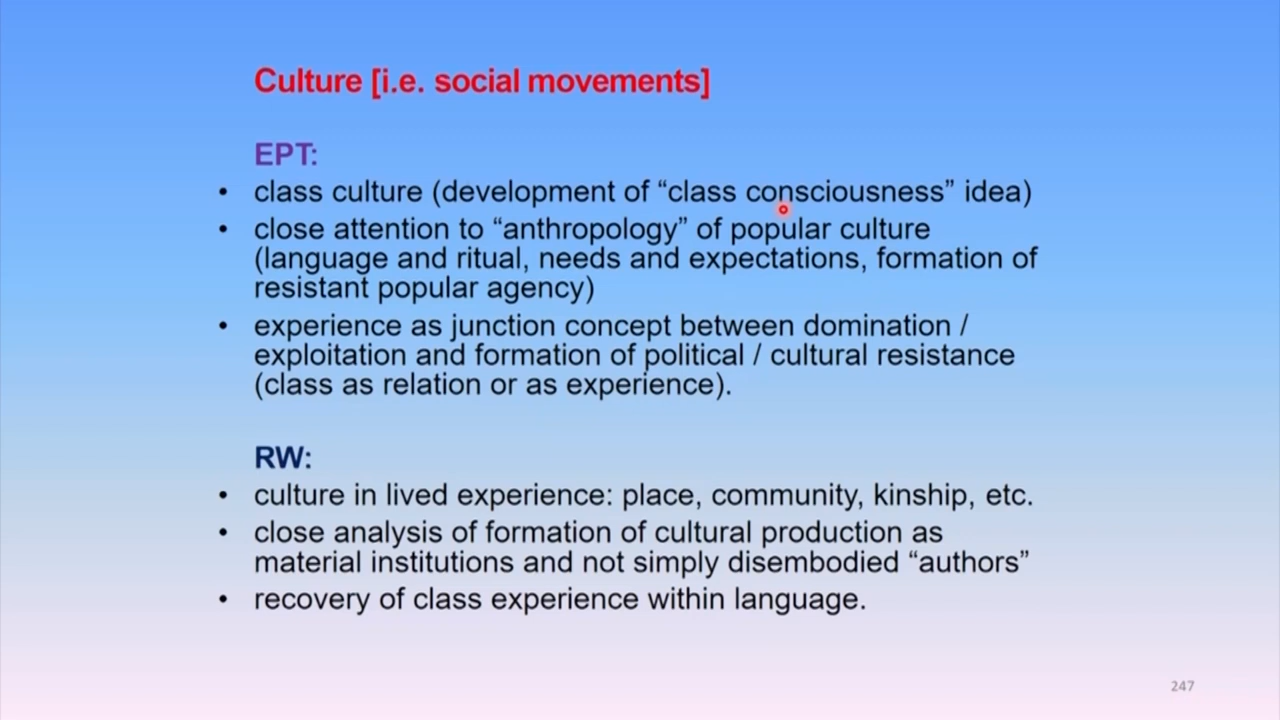 Culture [i.e. social movements]
EPT:
• class culture (development of “class consciousness” idea)
• close attention to “anthropology” of popular culture
(language and ritual, needs and expectations, formation of
resistant popular agency)
• experience as junction concept between domination /
exploitation and formation of political / cultural resistance
(class as relation or as experience).
RW:
• culture in lived experience: place, community, kinship, etc.
• close analysis of formation of cultural production as
material institutions and not simply disembodied “authors”
• recovery of class experience within language.
247